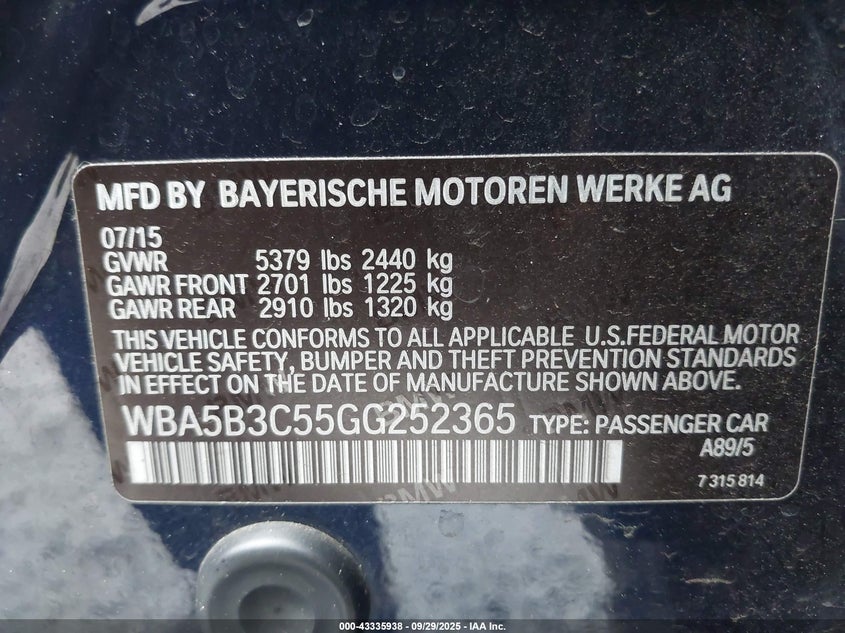 MFD BY BAYERISCHE MOTOREN WERKE AG
07/15
GVWR 5379 lbs 2440 kg
GAWR FRONT 2701 lbs 1225 kg
GAWR REAR 2910 lbs 1320 kg
THIS VEHICLE CONFORMS TO ALL APPLICABLE U.S.FEDERAL MOTOR
VEHICLE SAFETY, BUMPER AND THEFT PREVENTION STANDARDS
IN EFFECT ON THE DATE OF MANUFACTURE SHOWN ABOVE.
WBA5B3C55GG252365 TYPE: PASSENGER CAR
A89/5
7 315 814
000-43335938 - 09/29/2025 - IAA Inc.